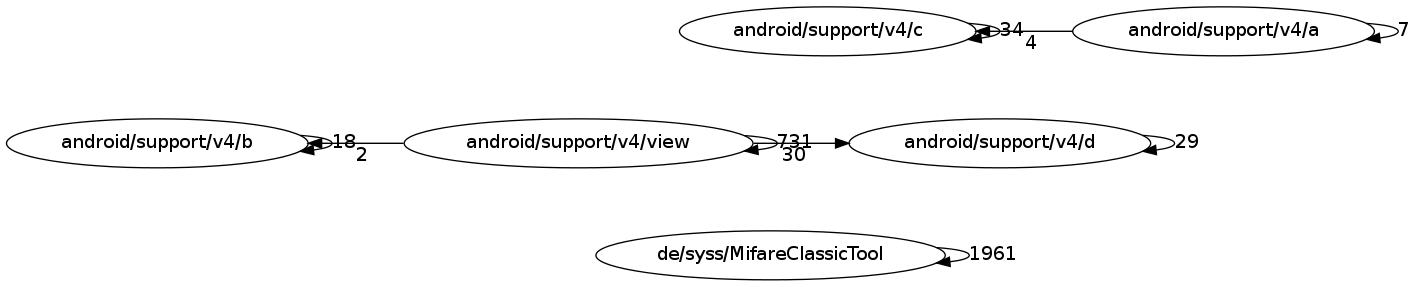 android/support/v4/c
34
4
android/support/v4/a
7
android/support/v4/b
18
2
android/support/v4/view
731
30
android/support/v4/d
29
de/syss/MifareClassicTool
1961